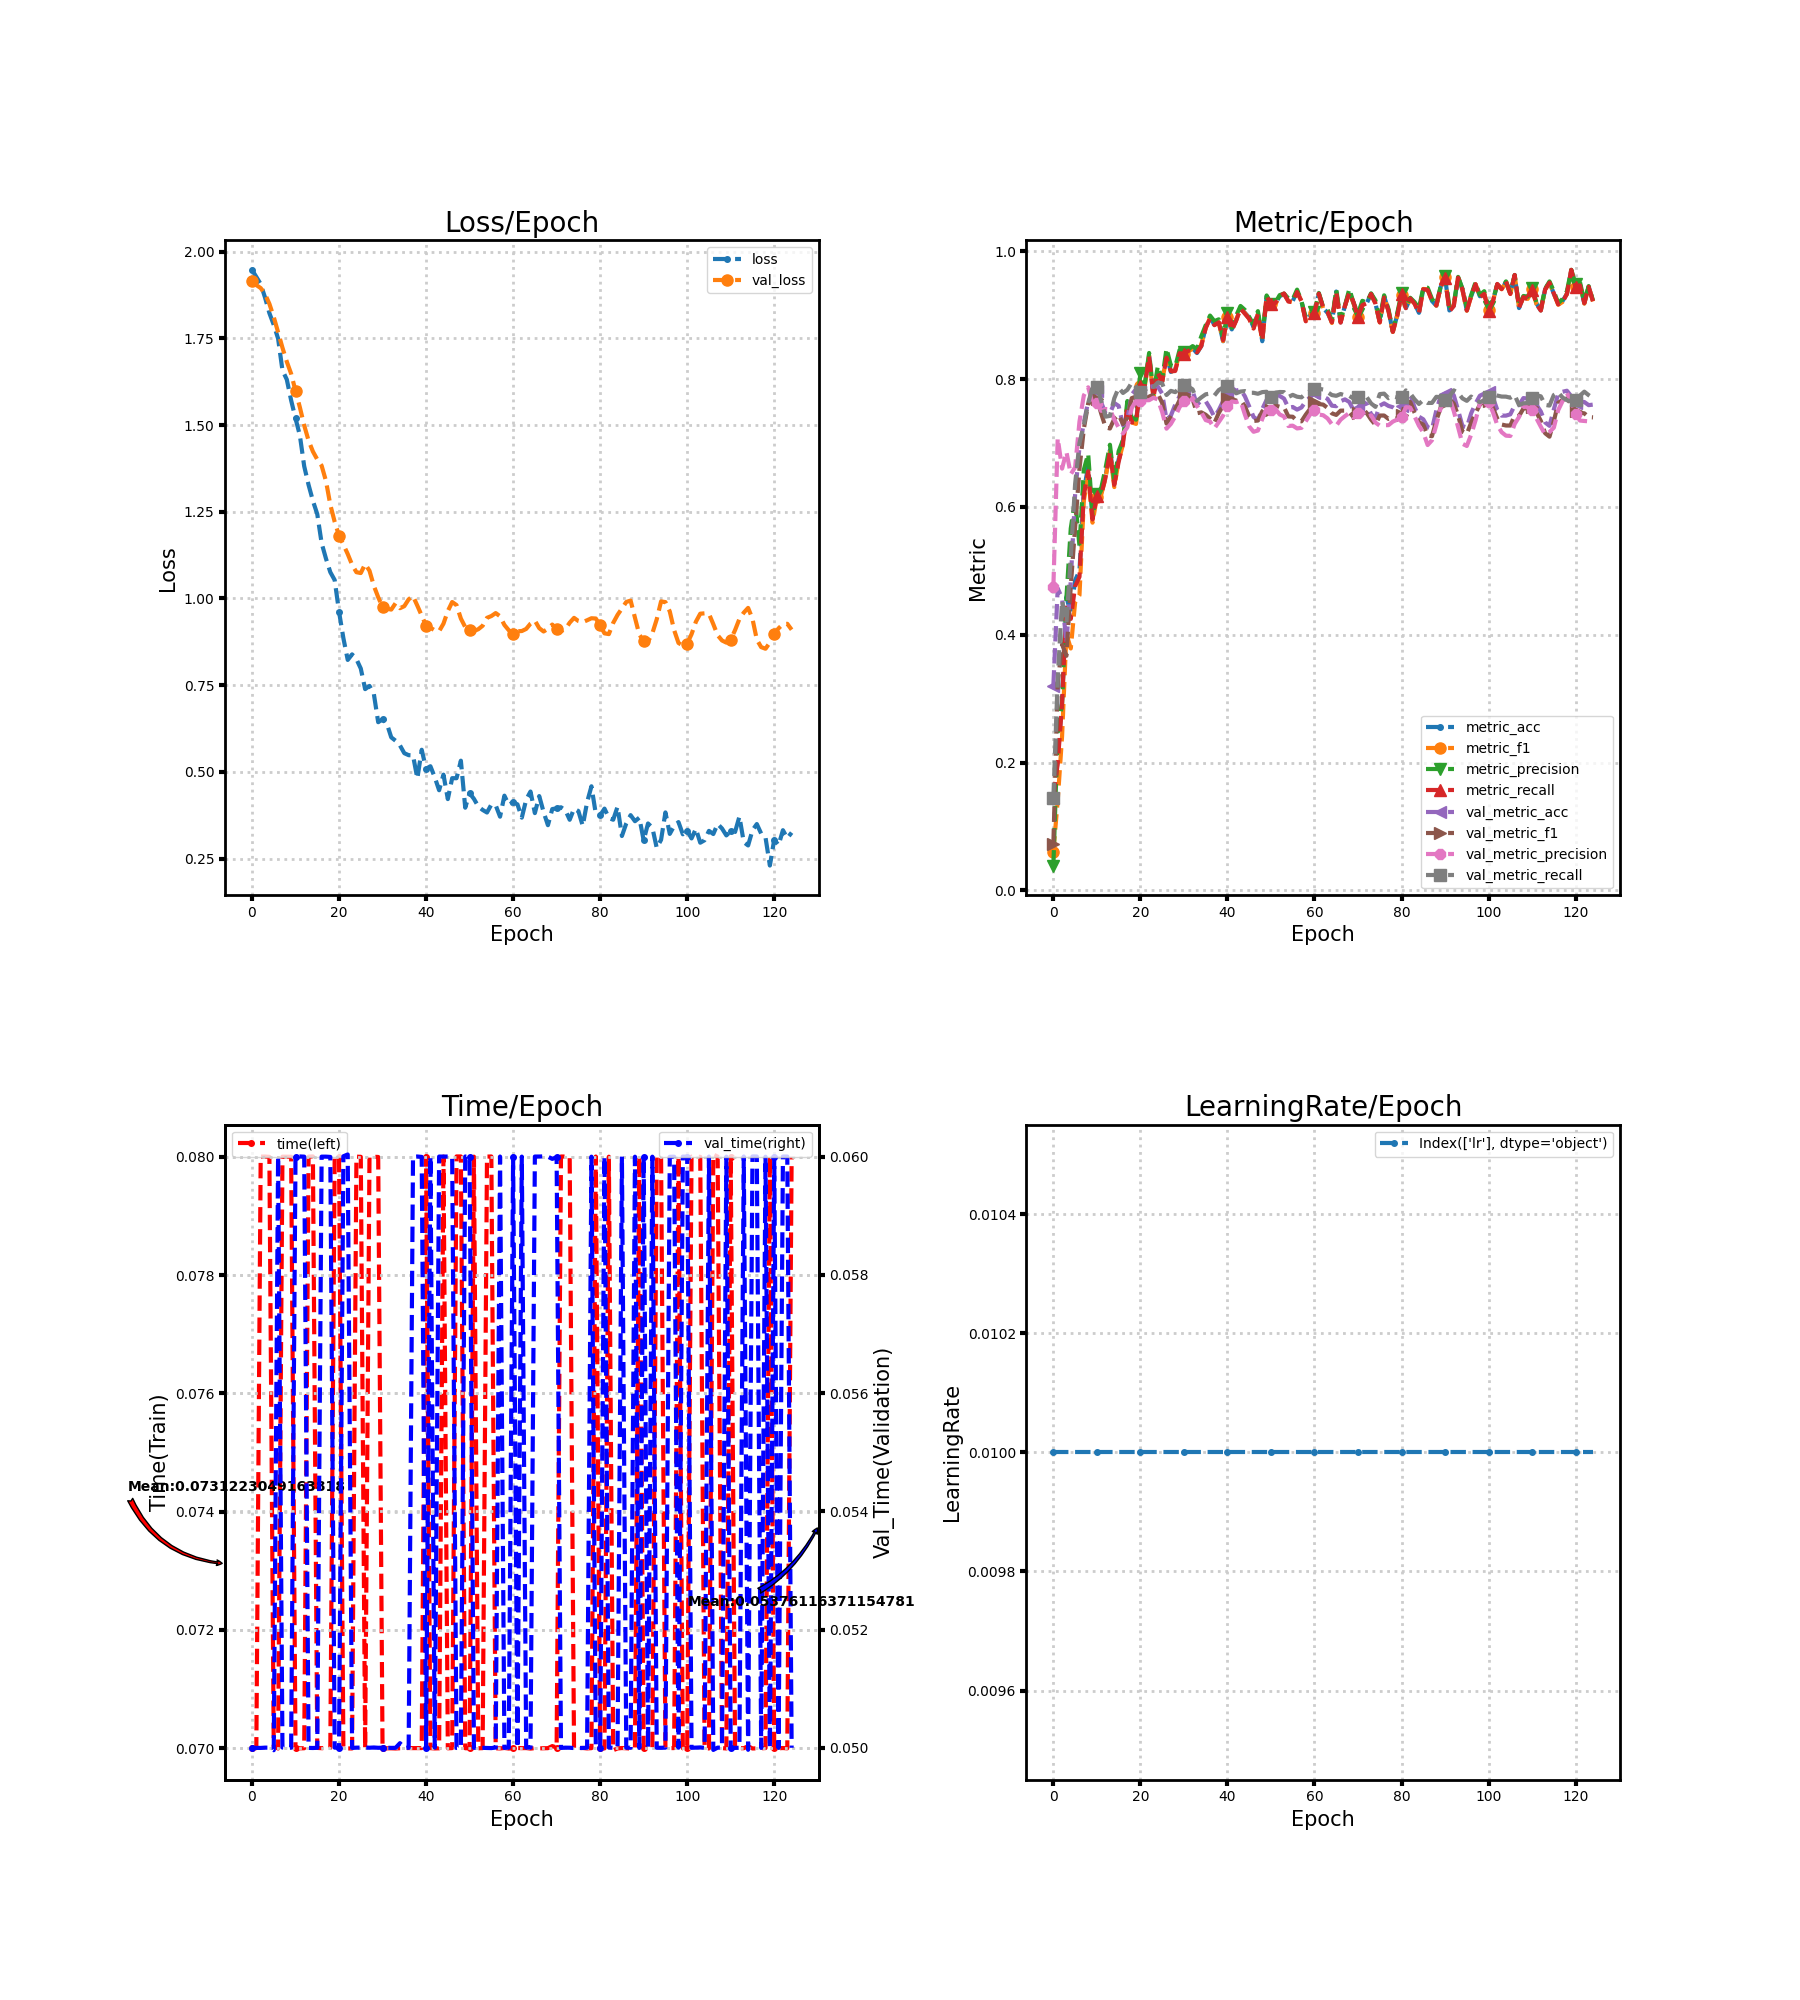 Loss/Epoch
2.00
1.75
1.50
1.25
1.00
0.75
0.50
0.25
Loss
loss
val_loss
0 20 40 60 80 100 120
Epoch
Metric/Epoch
1.0
0.8
0.6
0.4
0.2
0.0
Metric
metric_acc
metric_f1
metric_precision
metric_recall
val_metric_acc
val_metric_f1
val_metric_precision
val_metric_recall
0 20 40 60 80 100 120
Epoch
Time/Epoch
time(left)
val_time(right)
0.080
0.078
0.076
0.074
0.072
0.070
Time(Train)
Mean:0.0731223049163318
0.060
0.058
0.056
0.054
0.052
0.050
Val_Time(Validation)
Mean:0.05376116371154781
0 20 40 60 80 100 120
Epoch
LearningRate/Epoch
Index(['lr'], dtype='object')
0.0104
0.0102
0.0100
0.0098
0.0096
LearningRate
0 20 40 60 80 100 120
Epoch